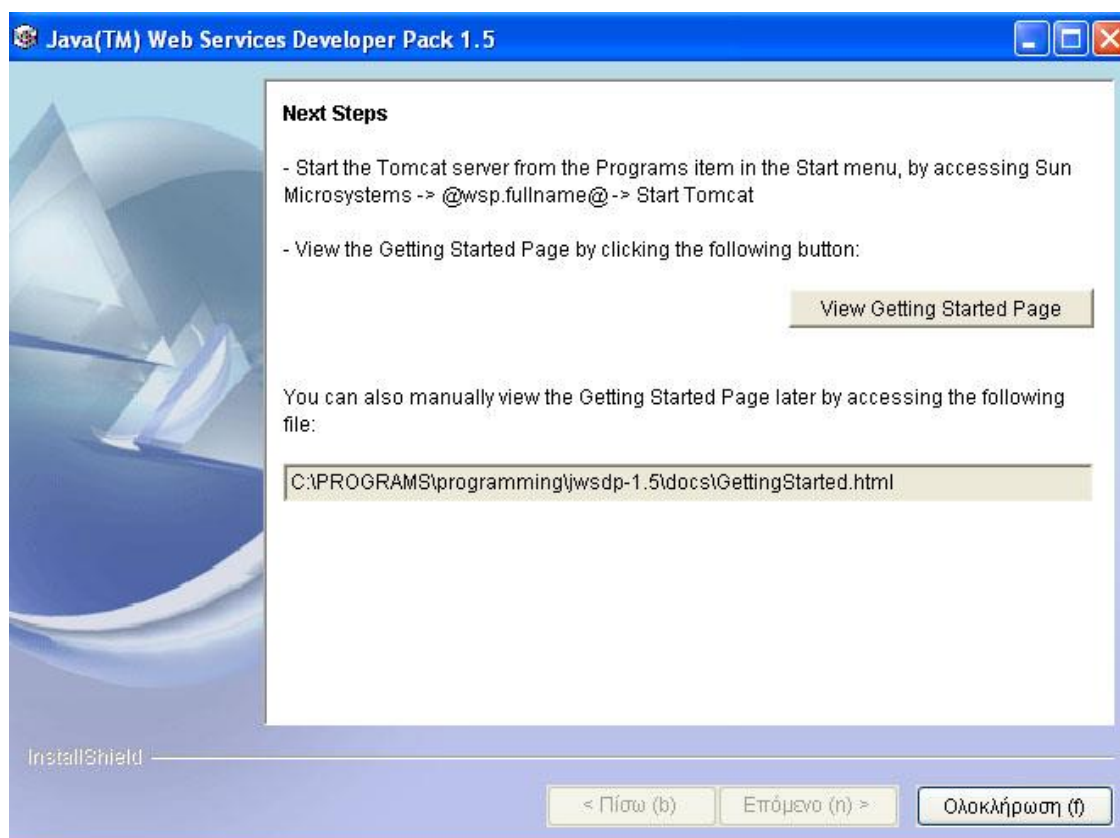 Java(TM) Web Services Developer Pack 1.5
Next Steps
- Start the Tomcat server from the Programs item in the Start menu, by accessing Sun
Microsystems -> @wsp.fullname@ -> Start Tomcat
- View the Getting Started Page by clicking the following button:
View Getting Started Page
You can also manually view the Getting Started Page later by accessing the following
file:
C:\PROGRAMS\programming\jwsdp-1.5\docs\GettingStarted.html
InstallShield
< Πίσω (b) Επόμενο (n) > Ολοκλήρωση (f)